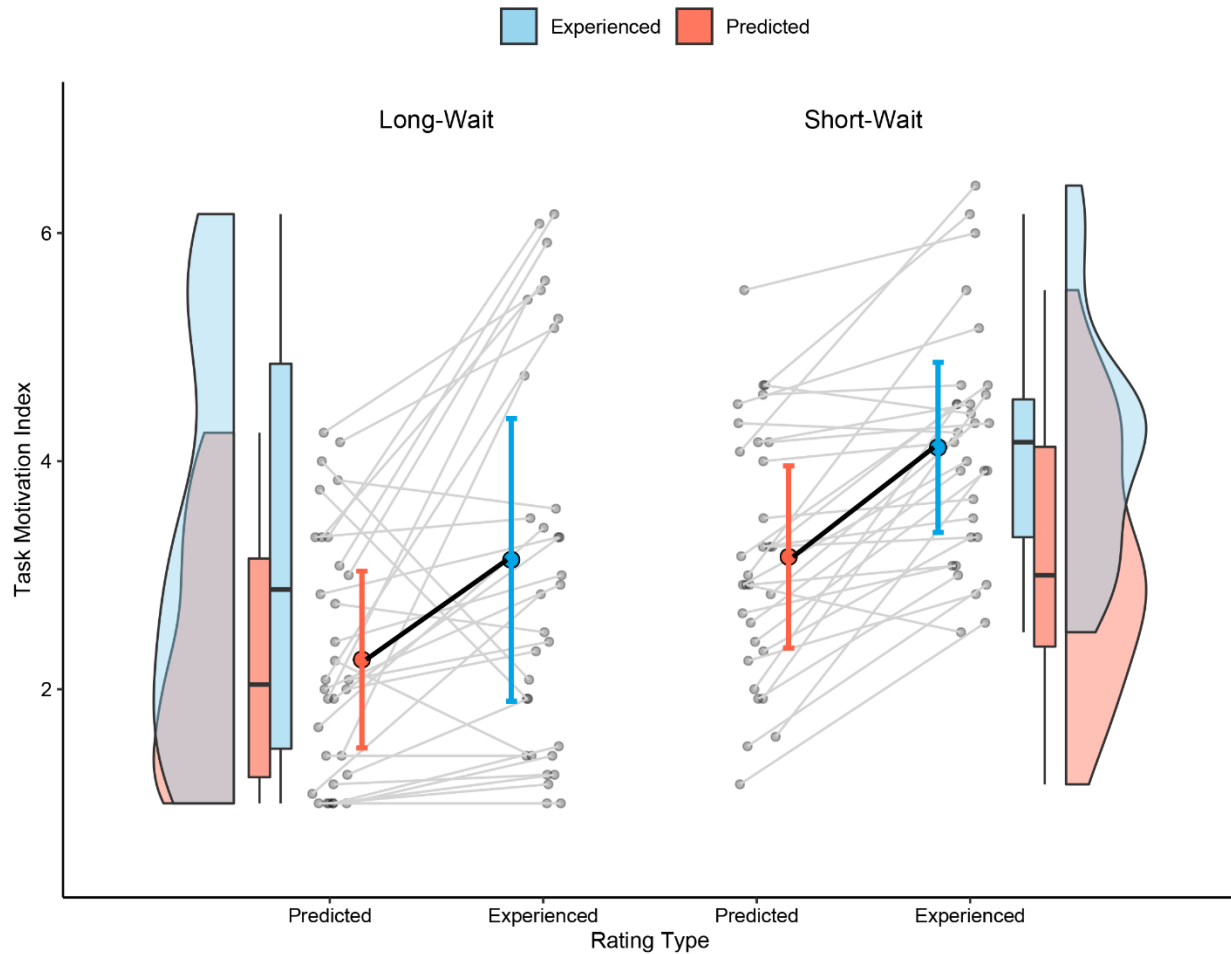 Experienced Predicted
Long-Wait Short-Wait
Task Motivation Index
6
4
2
Predicted Experienced Predicted Experienced
Rating Type